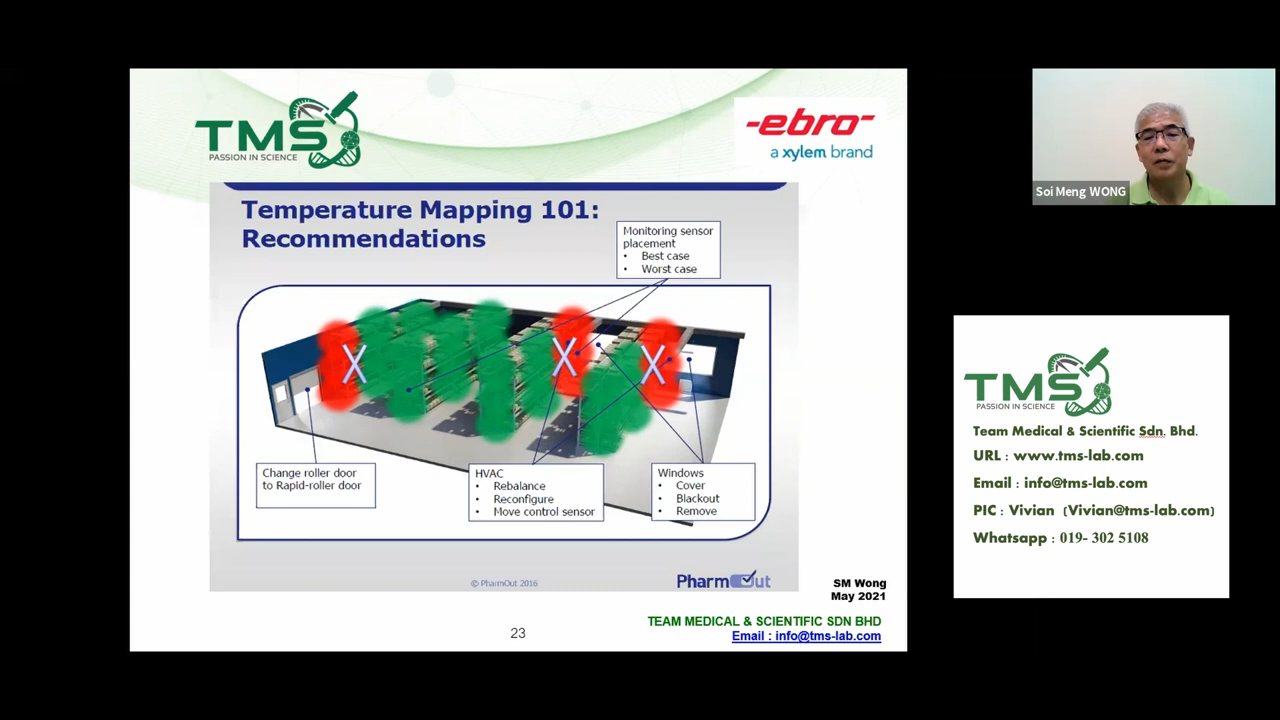 TMS
PASSION IN SCIENCE
-ebro-
a xylem brand
Temperature Mapping 101:
Recommendations
Monitoring sensor
placement
• Best case
• Worst case
X
X
X
Change roller door
to Rapid-roller door
HVAC
• Rebalance
• Reconfigure
• Move control sensor
Windows
• Cover
• Blackout
• Remove
© PharmOut 2016
PharmOut
SM Wong
May 2021
TEAM MEDICAL & SCIENTIFIC SDN BHD
Email : info@tms-lab.com
23
Soi Meng WONG
TMS
PASSION IN SCIENCE
Team Medical & Scientific Sdn. Bhd.
URL : www.tms-lab.com
Email : info@tms-lab.com
PIC : Vivian (Vivian@tms-lab.com)
Whatsapp : 019- 302 5108